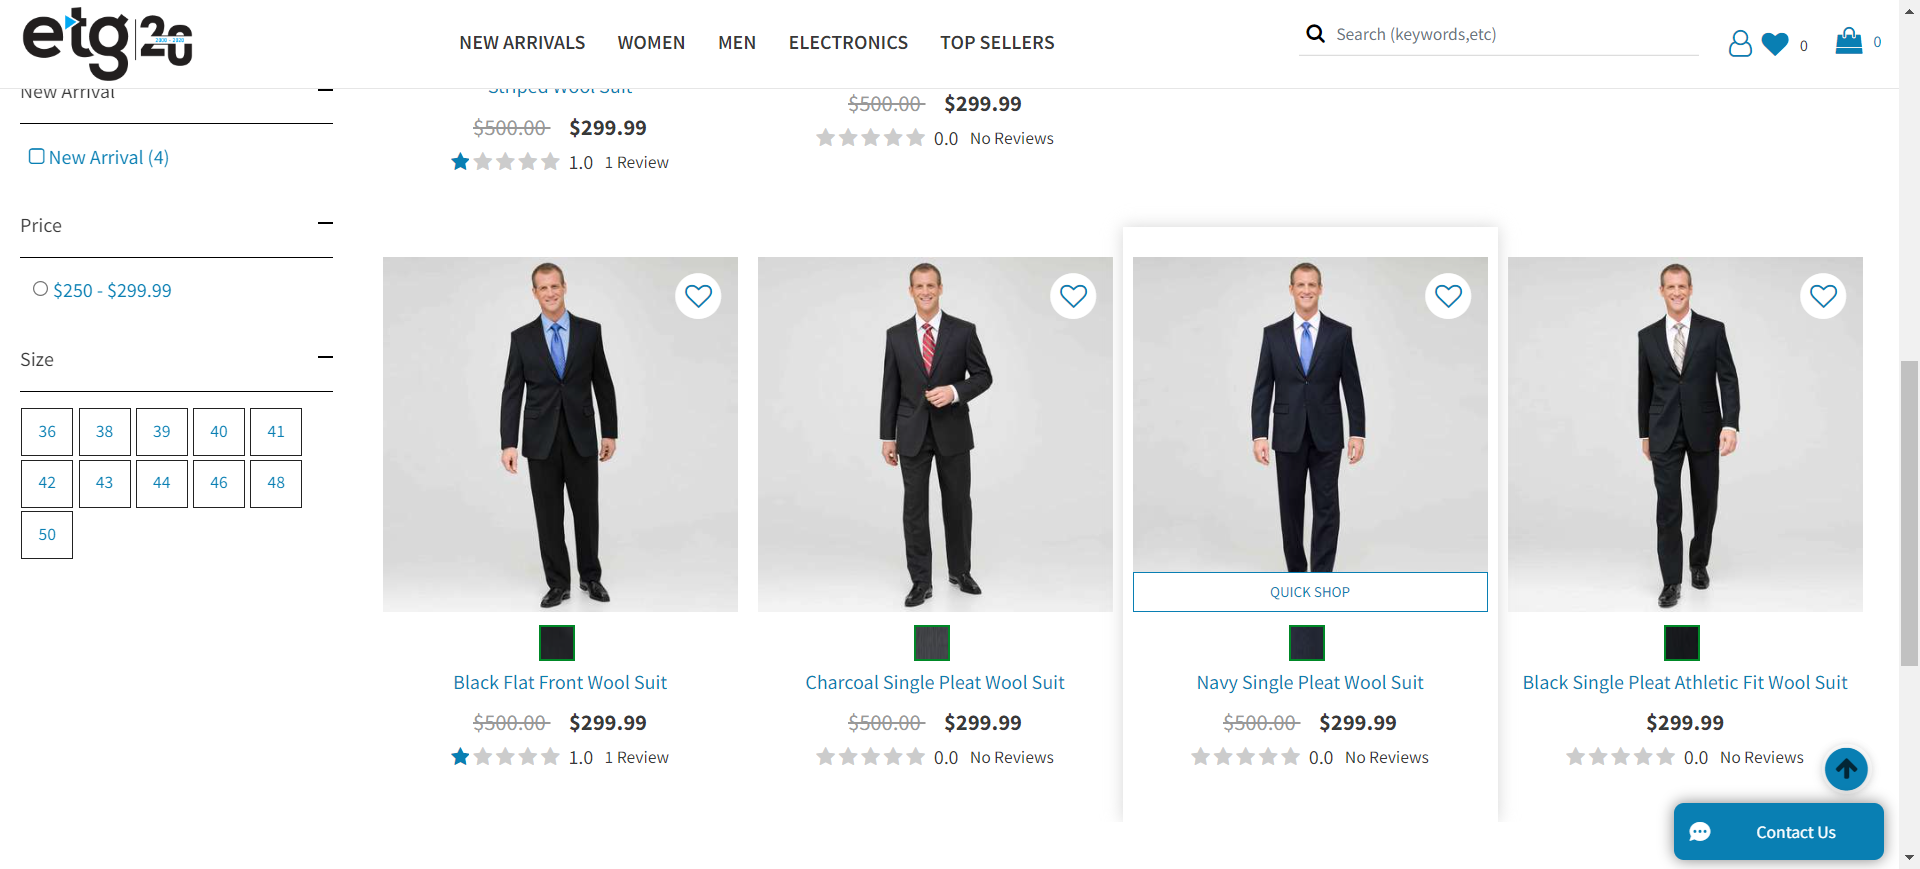 etg 20
2000 - 2020
NEW ARRIVALS WOMEN MEN ELECTRONICS TOP SELLERS
Search (keywords,etc)
0
0
New Arrival
New Arrival (4)
Price
$250 - $299.99
Size
36 38 39 40 41
42 43 44 46 48
50
Striped Wool Suit
$500.00 $299.99
1.0 1 Review
$500.00 $299.99
0.0 No Reviews
QUICK SHOP
Black Flat Front Wool Suit
$500.00 $299.99
1.0 1 Review
Charcoal Single Pleat Wool Suit
$500.00 $299.99
0.0 No Reviews
Navy Single Pleat Wool Suit
$500.00 $299.99
0.0 No Reviews
Black Single Pleat Athletic Fit Wool Suit
$299.99
0.0 No Reviews
Contact Us